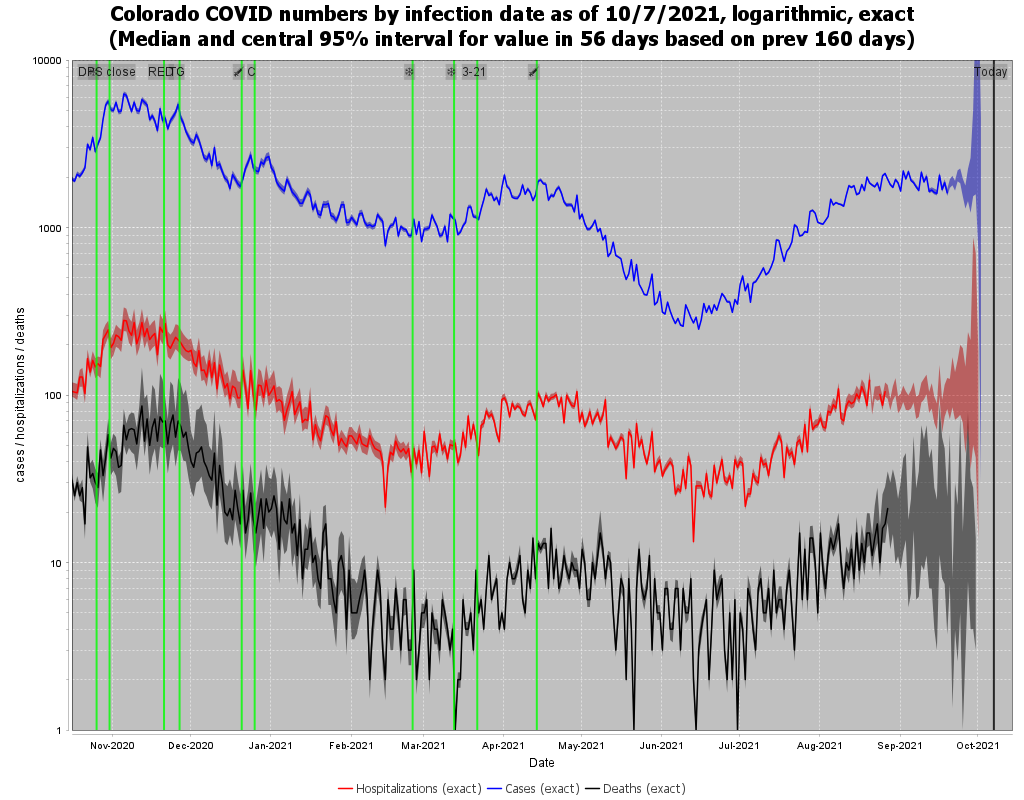 Colorado COVID numbers by infection date as of 10/7/2021, logarithmic, exact
(Median and central 95% interval for value in 56 days based on prev 160 days)
10000
1000
100
10
1
cases / hospitalizations / deaths
close
C
3-21
Today
Nov-2020 Dec-2020 Jan-2021 Feb-2021 Mar-2021 Apr-2021 May-2021 Jun-2021 Jul-2021 Aug-2021 Sep-2021 Oct-2021
Date
Hospitalizations (exact) Cases (exact) Deaths (exact)